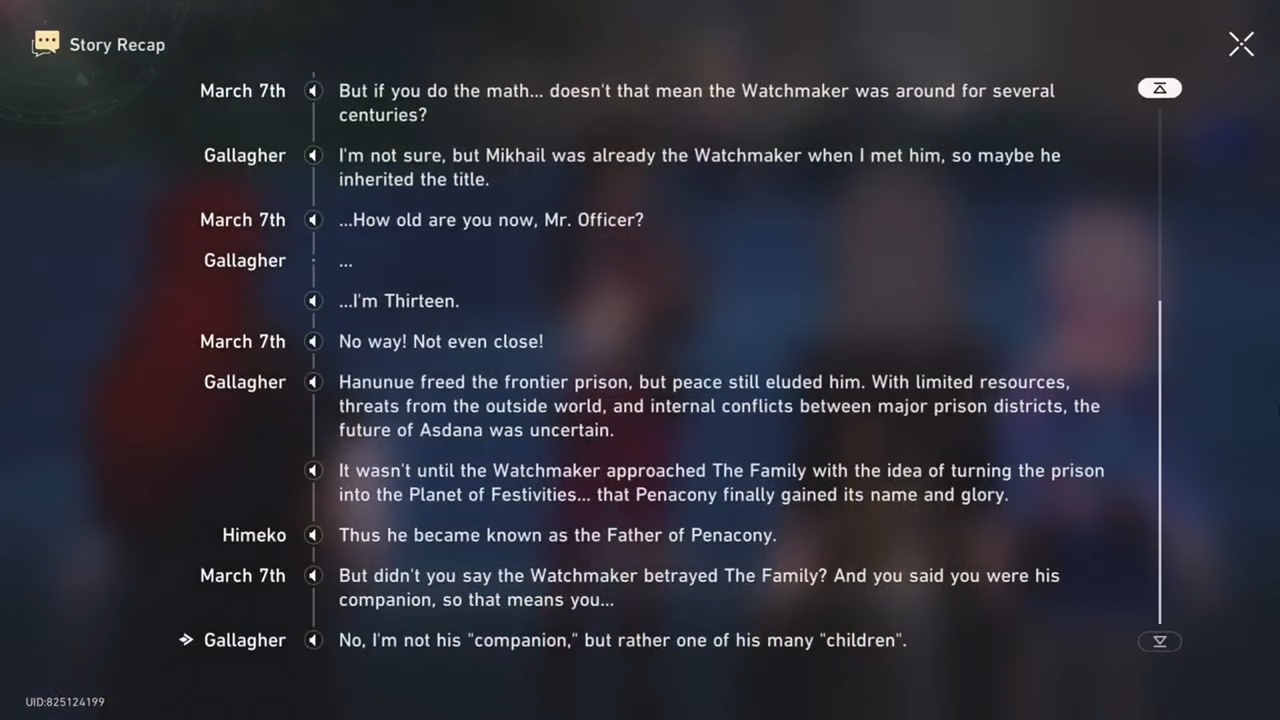 Story Recap
March 7th
But if you do the math... doesn't that mean the Watchmaker was around for several
centuries?
Gallagher
I'm not sure, but Mikhail was already the Watchmaker when I met him, so maybe he
inherited the title.
March 7th
...How old are you now, Mr. Officer?
Gallagher
...
...I'm Thirteen.
March 7th
No way! Not even close!
Gallagher
Hanunue freed the frontier prison, but peace still eluded him. With limited resources,
threats from the outside world, and internal conflicts between major prison districts, the
future of Asdana was uncertain.
It wasn't until the Watchmaker approached The Family with the idea of turning the prison
into the Planet of Festivities... that Penacony finally gained its name and glory.
Himeko
Thus he became known as the Father of Penacony.
March 7th
But didn't you say the Watchmaker betrayed The Family? And you said you were his
companion, so that means you...
Gallagher
No, I'm not his "companion," but rather one of his many "children".
UID:825124199